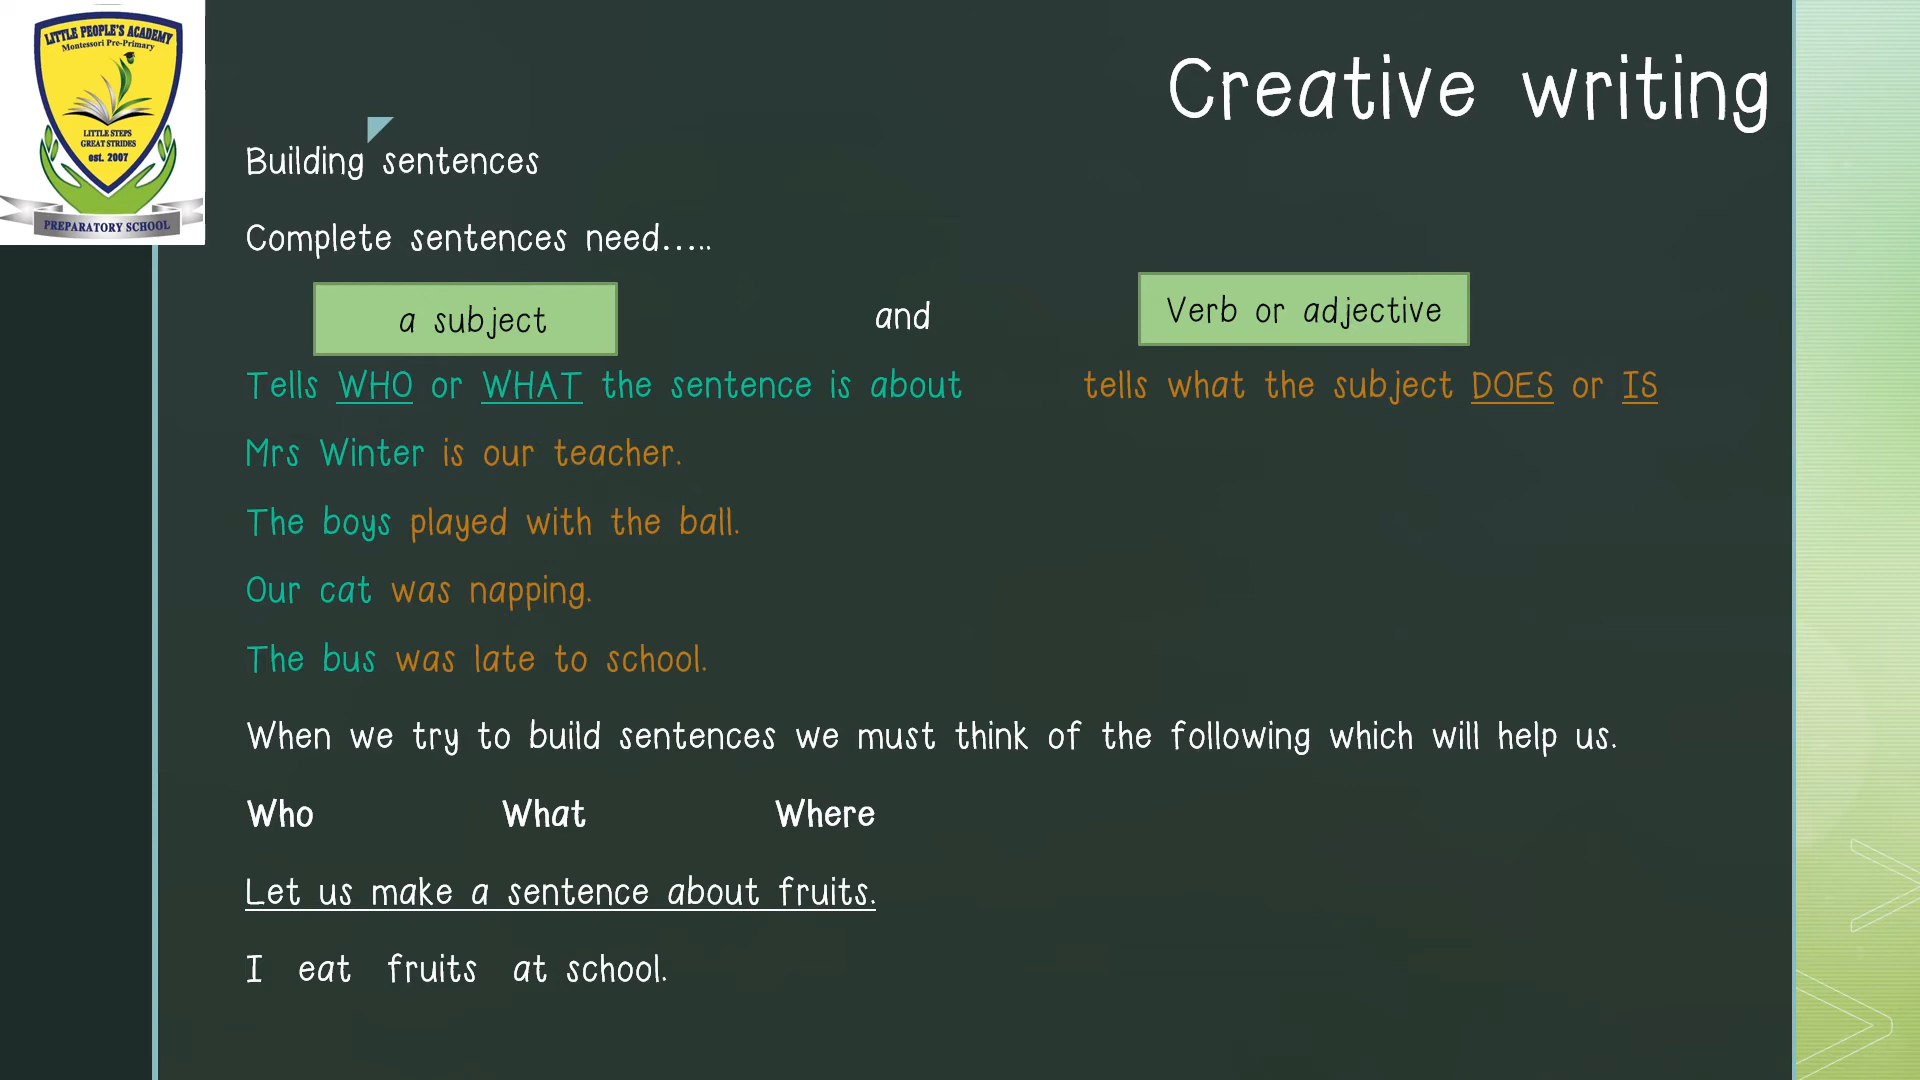 LITTLE PEOPLE'S ACADEMY
Montessori Pre-Primary
LITTLE STEPS
GREAT STRIDES
est. 2007
PREPARATORY SCHOOL
Creative writing
Building sentences
Complete sentences need…..
a subject and Verb or adjective
Tells WHO or WHAT the sentence is about tells what the subject DOES or IS
Mrs Winter is our teacher.
The boys played with the ball.
Our cat was napping.
The bus was late to school.
When we try to build sentences we must think of the following which will help us.
Who What Where
Let us make a sentence about fruits.
I eat fruits at school.